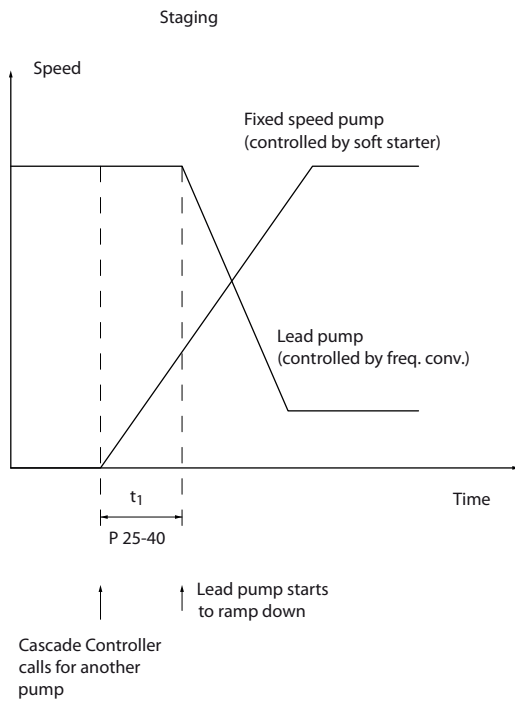 Staging
Speed
Fixed speed pump
(controlled by soft starter)
Lead pump
(controlled by freq. conv.)
t1
Time
P 25-40
Lead pump starts
to ramp down
Cascade Controller
calls for another
pump